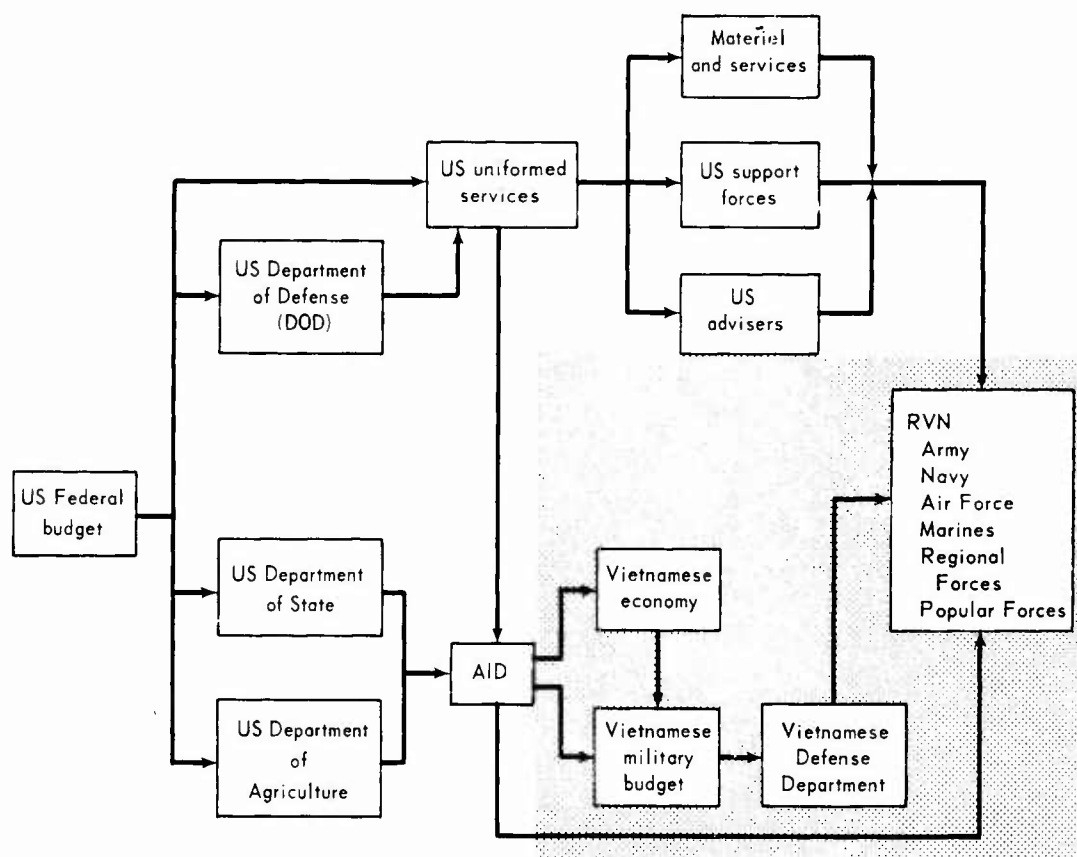 Materiel
and services
US uniformed
services
US support
forces
US Department
of Defense
(DOD)
US
advisers
RVN
Army
Navy
Air Force
Marines
Regional
Forces
Popular Forces
US Federal
budget
US Department
of State
Vietnamese
economy
AID
US Department
of
Agriculture
Vietnamese
military
budget
Vietnamese
Defense
Department